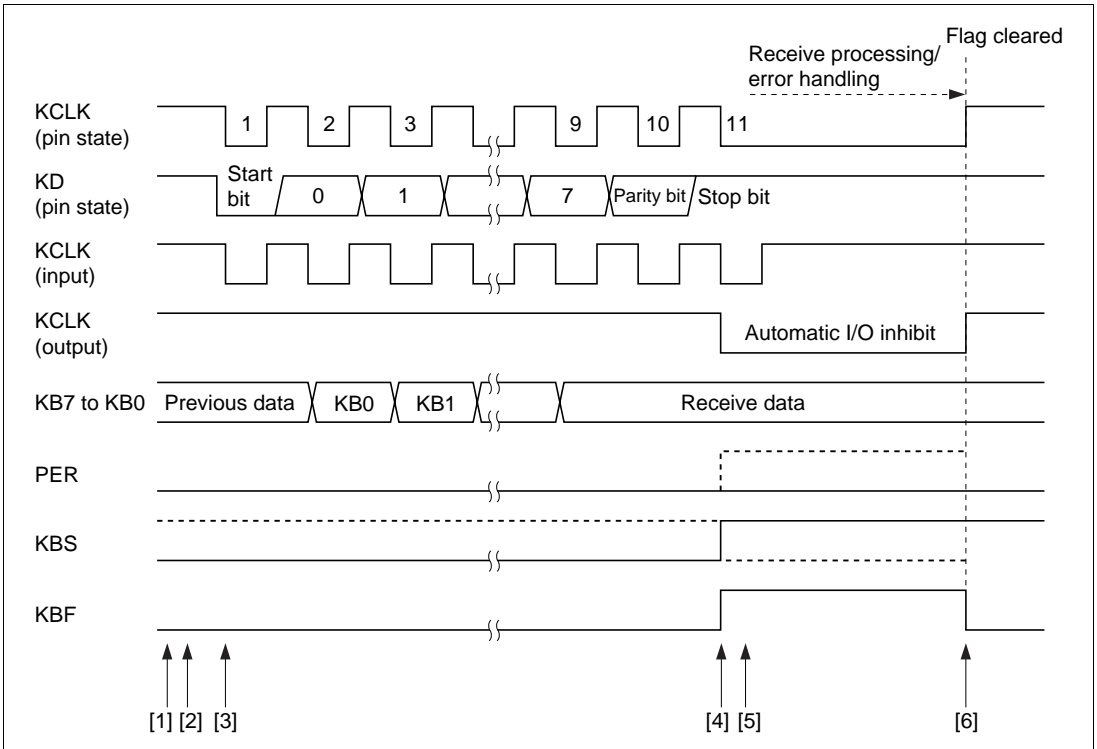 Flag cleared
Receive processing/
error handling
KCLK
(pin state)
1 2 3 9 10 11
KD
(pin state)
Start
bit
0 1 7 Parity bit Stop bit
KCLK
(input)
KCLK
(output)
Automatic I/O inhibit
KB7 to KB0 Previous data KB0 KB1 Receive data
PER
KBS
KBF
[1] [2] [3] [4] [5] [6]